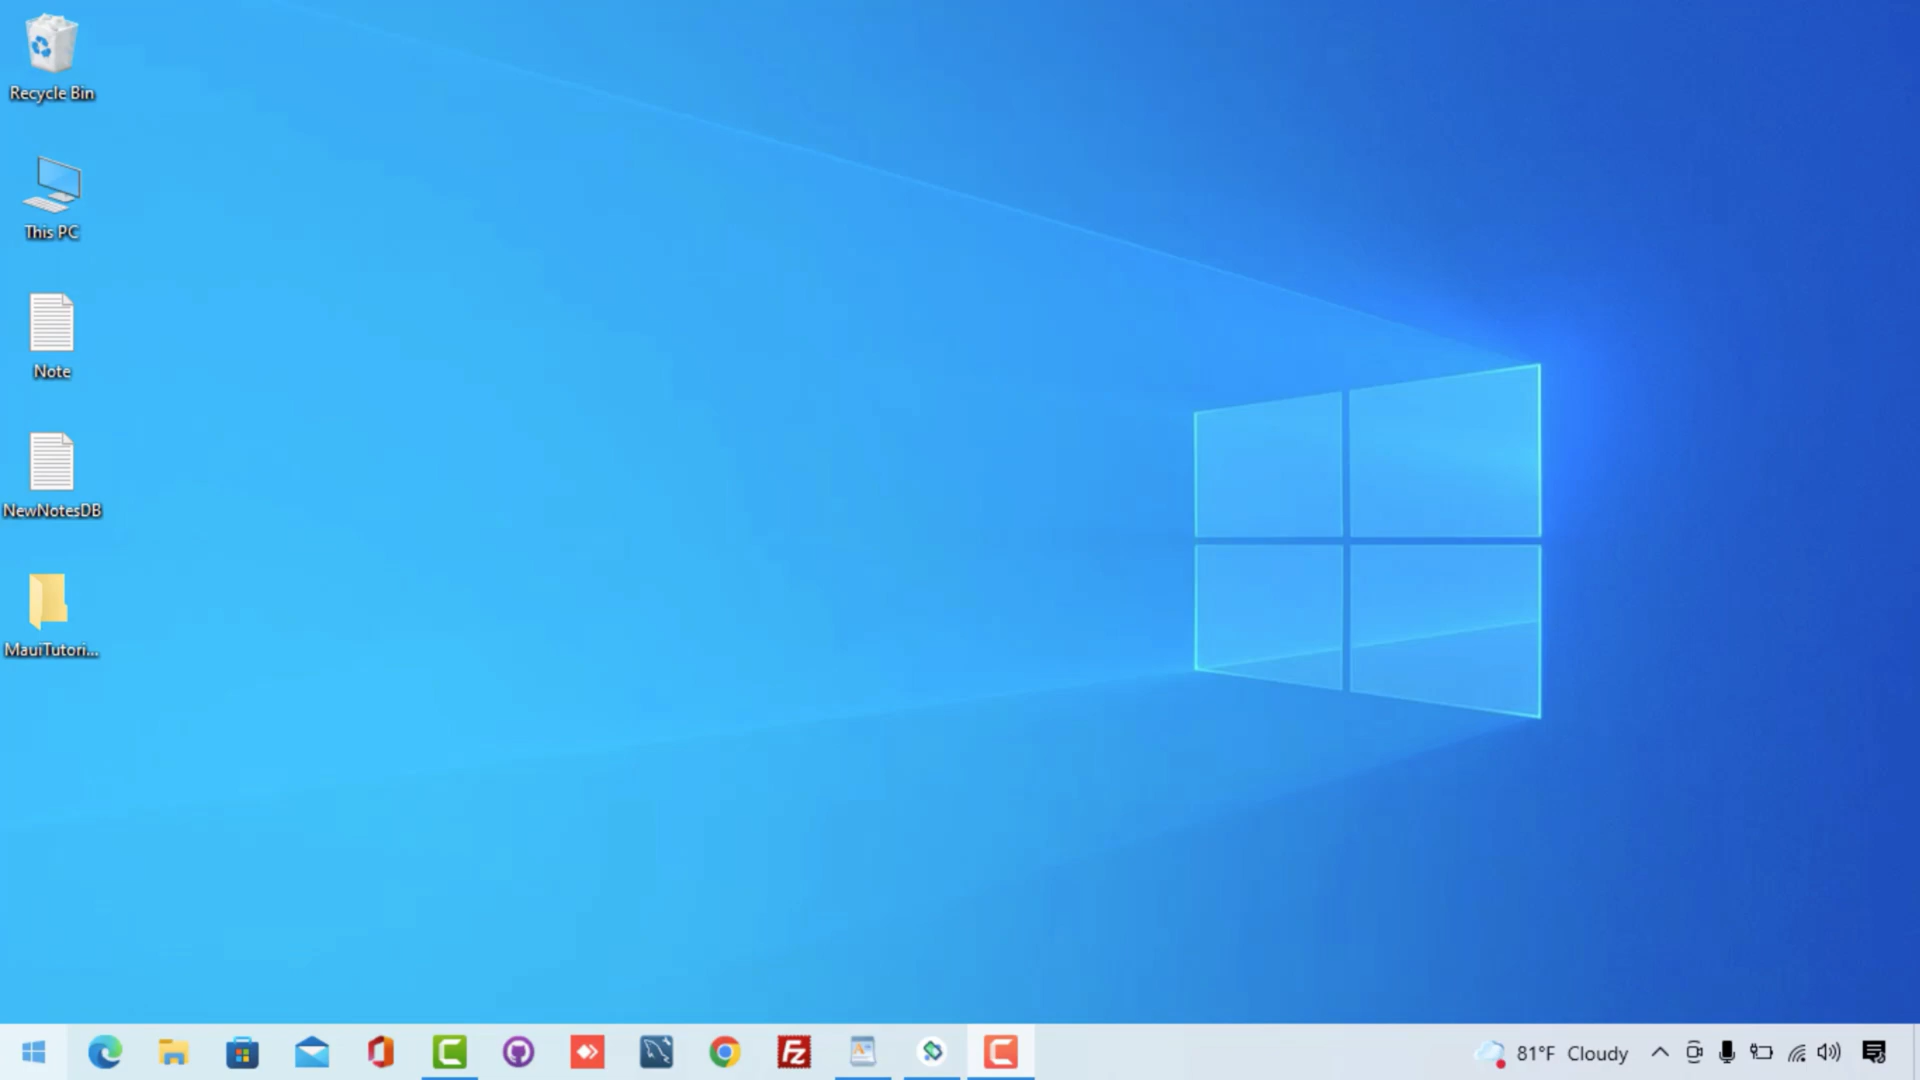 Recycle Bin
This PC
Note
NewNotesDB
MauiTutori...
81°F Cloudy